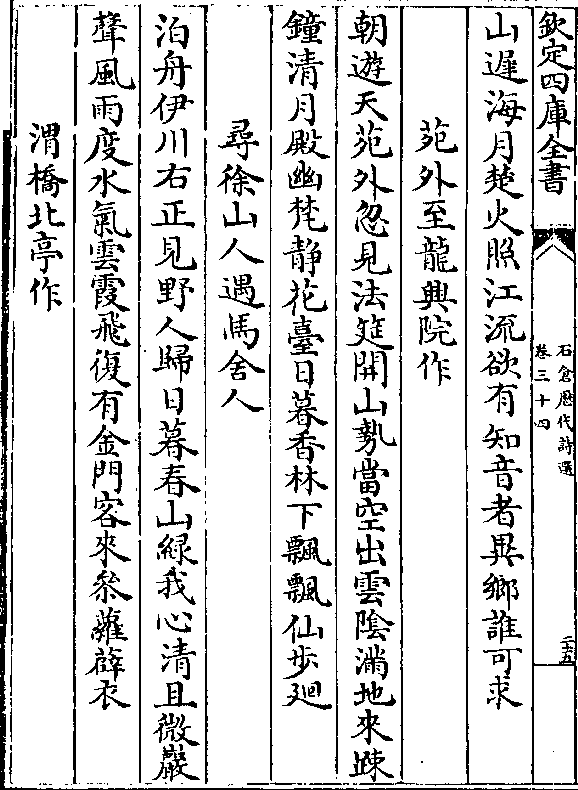 欽定四庫全書
石倉歷代詩選
卷三十四
二十五
山遲海月楚火照江流欲有知音者異鄉誰可求
苑外至龍興院作
朝遊天苑外忽見法筵開山勢當空出雲陰滿地來疎
鐘清月殿幽梵靜花臺日暮香林下飄飄仙步廻
尋徐山人遇馬舍人
泊舟伊川右正見野人歸日暮春山緑我心清且微巖
聲風雨度水氣雲霞飛復有金門客來參蘿薜衣
渭橋北亭作